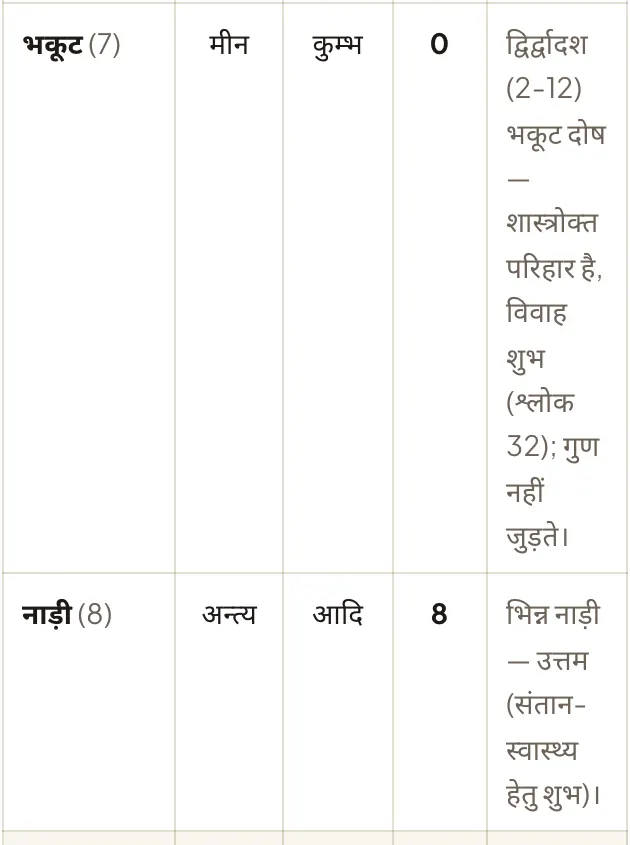 भकूट (7) मीन कुम्भ 0 द्विर्द्वादश
(2-12)
भकूट दोष
—
शास्त्रोक्त
परिहार है,
विवाह
शुभ
(श्लोक
32); गुण
नहीं
जुड़ते।
नाड़ी (8) अन्त्य आदि 8 भिन्न नाड़ी
— उत्तम
(संतान-
स्वास्थ्य
हेतु शुभ)।